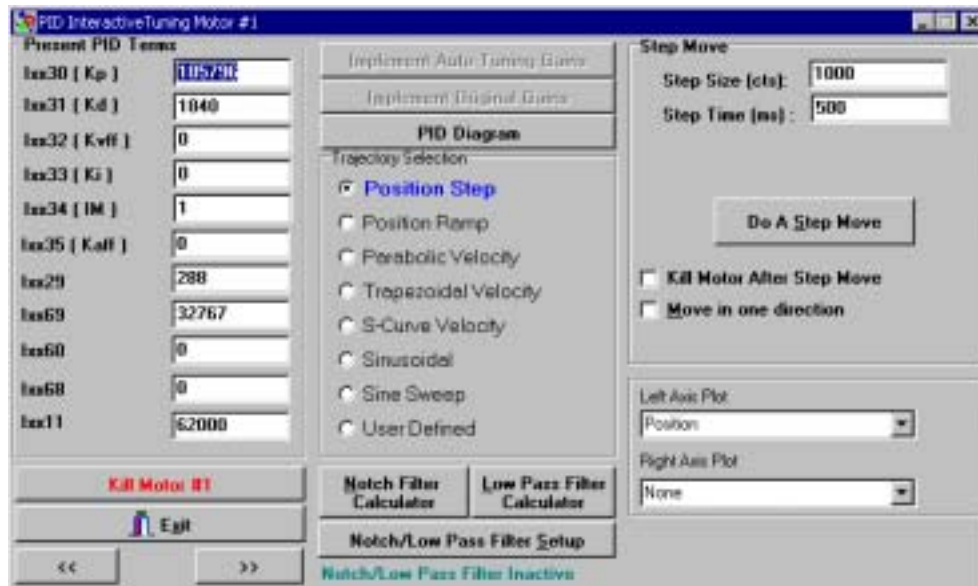 PID InteractiveTuning Motor #1
Present PID Terms
Ixx30 ( Kp )
Ixx31 ( Kd ) 1840
Ixx32 ( Kvff ) 0
Ixx33 ( Ki ) 0
Ixx34 ( IM ) 1
Ixx35 ( Kaff ) 0
Ixx29 288
Ixx69 32767
Ixx60 0
Ixx68 0
Ixx11 62000
Kill Motor #1
Exit
<< >>
Implement Auto Tuning Gains
Implement Original Gains
PID Diagram
Trajectory Selection
Position Step
Position Ramp
Parabolic Velocity
Trapezoidal Velocity
S-Curve Velocity
Sinusoidal
Sine Sweep
User Defined
Notch Filter Calculator
Low Pass Filter Calculator
Notch/Low Pass Filter Setup
Notch/Low Pass Filter Inactive
Step Move
Step Size (cts): 1000
Step Time (ms) : 500
Do A Step Move
Kill Motor After Step Move
Move in one direction
Left Axis Plot
Position
Right Axis Plot
None